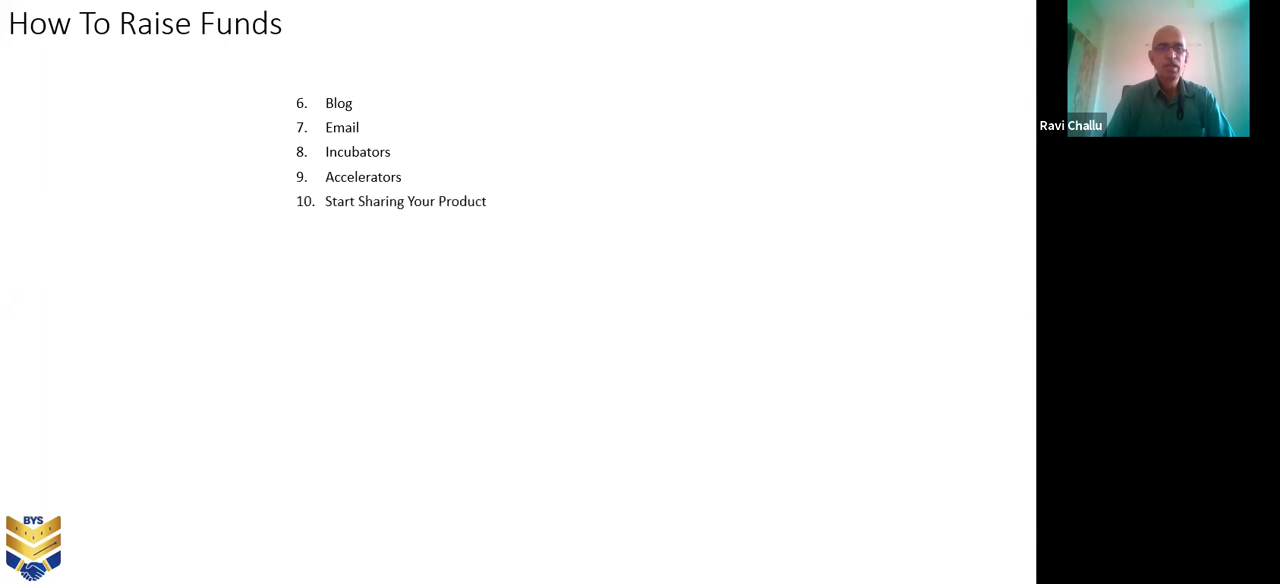 How To Raise Funds
6. Blog
7. Email
8. Incubators
9. Accelerators
10. Start Sharing Your Product
Ravi Challu
BYS